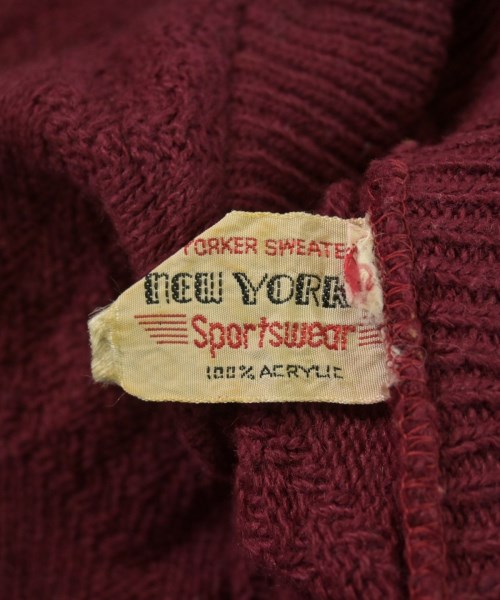 YORKER SWEATE
NEW YORK
Sportswear
100% ACRYLIC